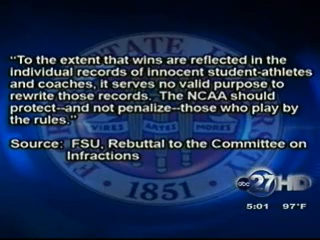 "To the extent that wins are reflected in the
individual records of innocent student-athletes
and coaches, it serves no valid purpose to
rewrite those records. The NCAA should
protect--and not penalize--those who play by
the rules."
Source: FSU, Rebuttal to the Committee on
Infractions
VIRES ARTES MORES
1851
abc 27 HD
5:01 97°F